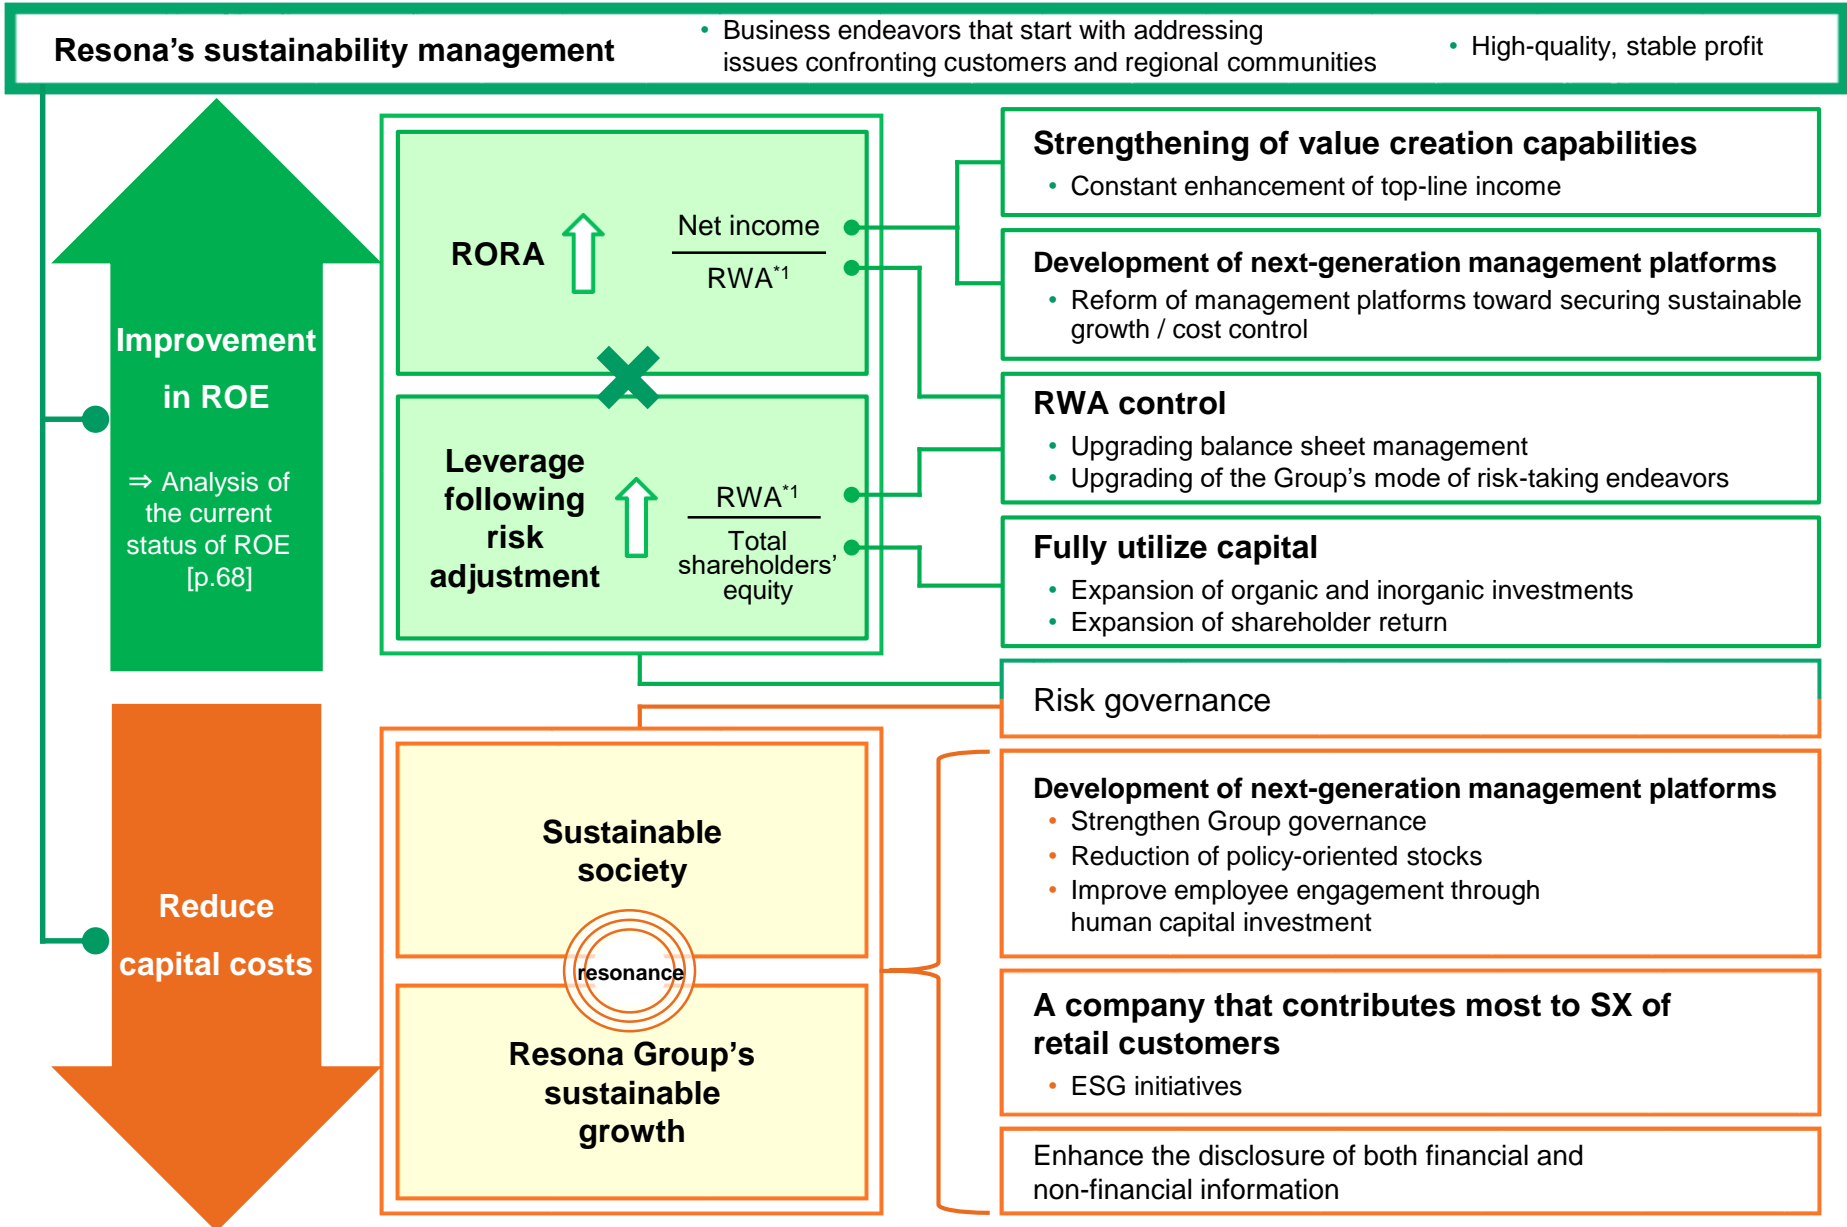 Resona’s sustainability management
• Business endeavors that start with addressing
issues confronting customers and regional communities
• High-quality, stable profit
Improvement
in ROE
⇒ Analysis of
the current
status of ROE
[p.68]
RORA
Net income
RWA*1
Leverage
following
risk
adjustment
RWA*1
Total
shareholders’
equity
Strengthening of value creation capabilities
• Constant enhancement of top-line income
Development of next-generation management platforms
• Reform of management platforms toward securing sustainable
growth / cost control
RWA control
• Upgrading balance sheet management
• Upgrading of the Group’s mode of risk-taking endeavors
Fully utilize capital
• Expansion of organic and inorganic investments
• Expansion of shareholder return
Risk governance
Reduce
capital costs
Sustainable
society
resonance
Resona Group’s
sustainable
growth
Development of next-generation management platforms
• Strengthen Group governance
• Reduction of policy-oriented stocks
• Improve employee engagement through
human capital investment
A company that contributes most to SX of
retail customers
• ESG initiatives
Enhance the disclosure of both financial and
non-financial information